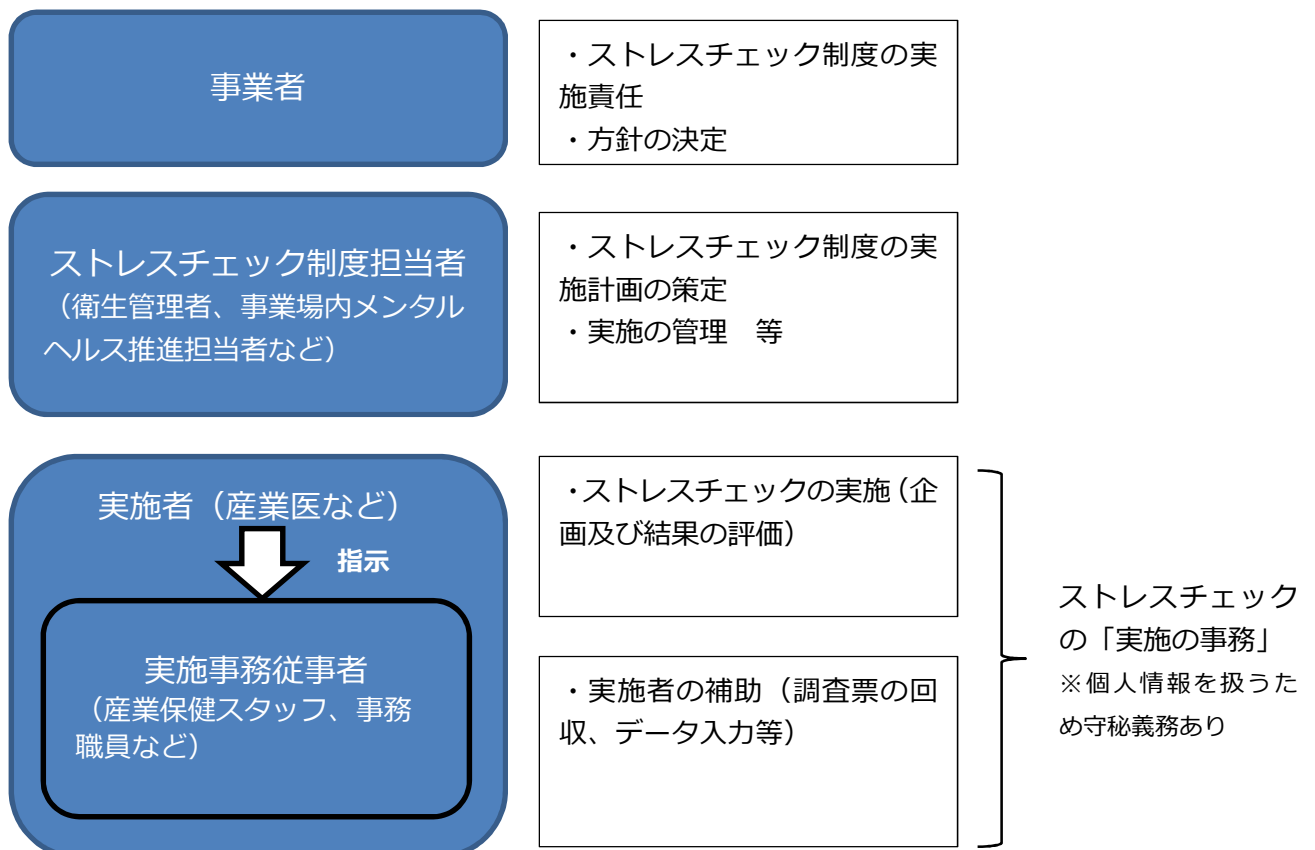 事業者
・ストレスチェック制度の実
施責任
・方針の決定
ストレスチェック制度担当者
（衛生管理者、事業場内メンタル
ヘルス推進担当者など）
・ストレスチェック制度の実
施計画の策定
・実施の管理　等
実施者（産業医など）
指示
実施事務従事者
（産業保健スタッフ、事務
職員など）
・ストレスチェックの実施（企
画及び結果の評価）
・実施者の補助（調査票の回
収、データ入力等）
ストレスチェック
の「実施の事務」
※個人情報を扱うた
め守秘義務あり